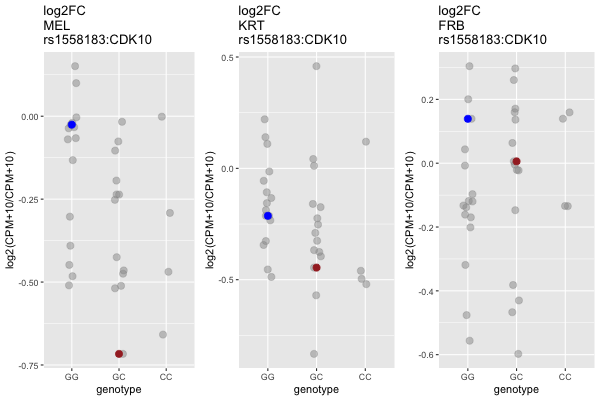 log2FC
MEL
rs1558183:CDK10
log2(CPM+10/CPM+10)
0.00
-0.25
-0.50
-0.75
GG
GC
CC
genotype
log2FC
KRT
rs1558183:CDK10
log2(CPM+10/CPM+10)
0.5
0.0
-0.5
GG
GC
CC
genotype
log2FC
FRB
rs1558183:CDK10
log2(CPM+10/CPM+10)
0.2
0.0
-0.2
-0.4
-0.6
GG
GC
CC
genotype